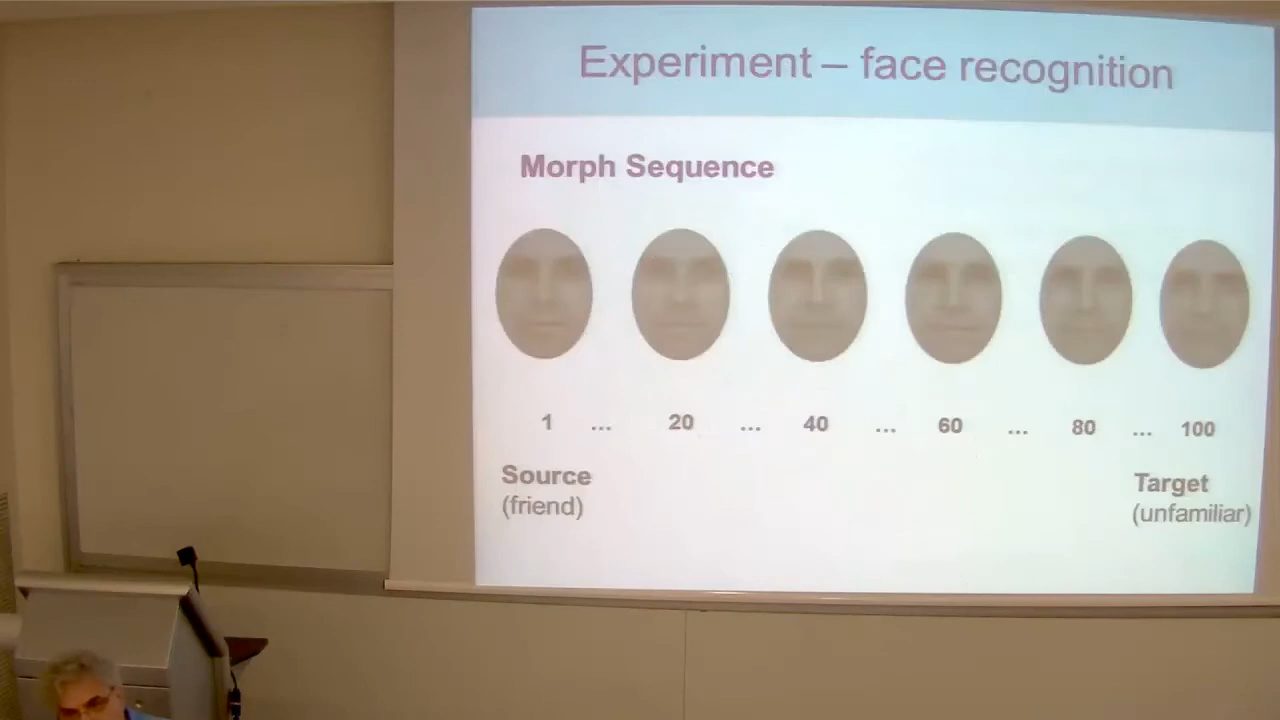 Experiment – face recognition
Morph Sequence
1 ... 20 ... 40 ... 60 ... 80 ... 100
Source
(friend)
Target
(unfamiliar)